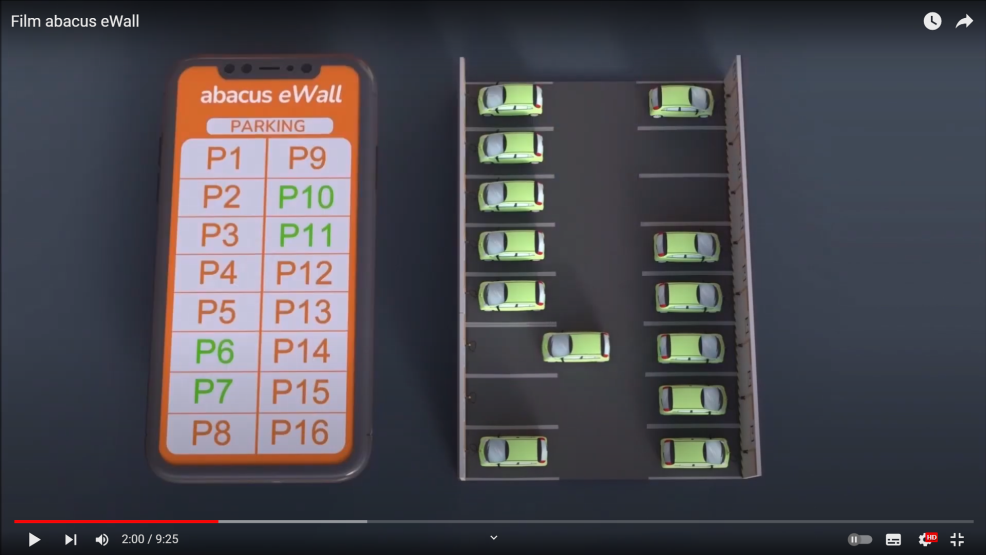 Film abacus eWall
abacus eWall
PARKING
P1 P9
P2 P10
P3 P11
P4 P12
P5 P13
P6 P14
P7 P15
P8 P16
2:00 / 9:25
HD